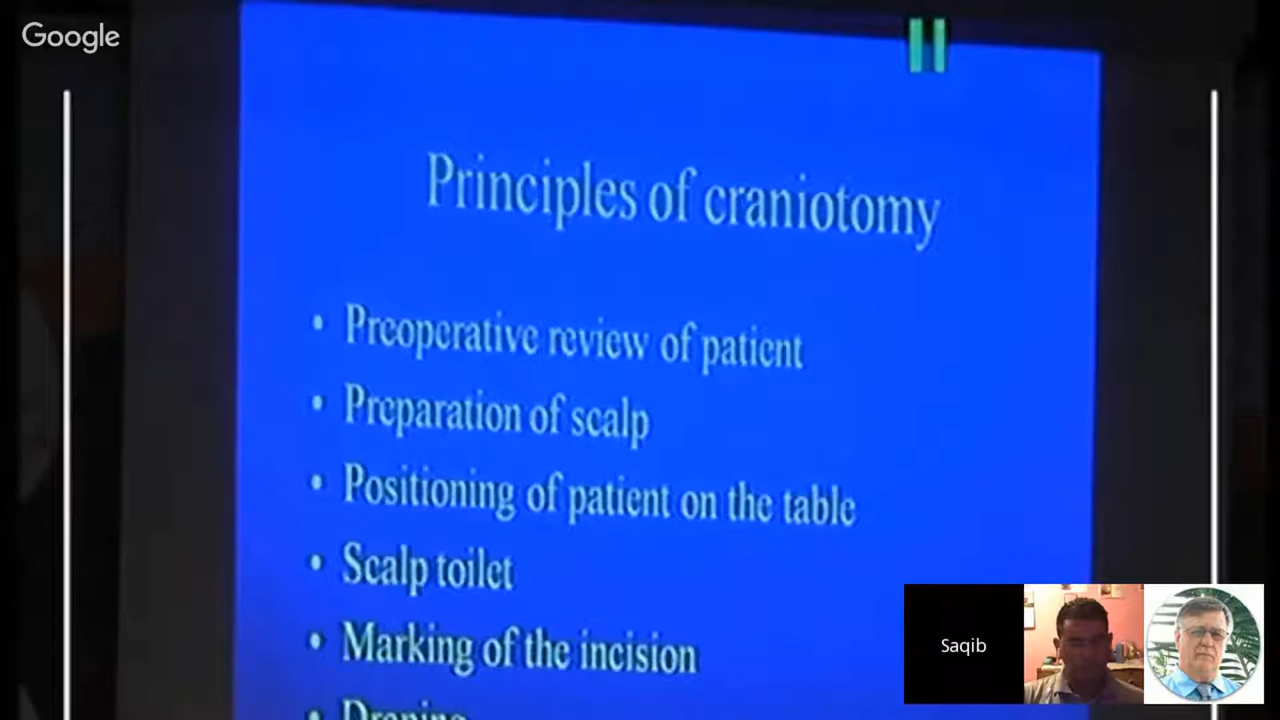 Google
Principles of craniotomy
• Preoperative review of patient
• Preparation of scalp
• Positioning of patient on the table
• Scalp toilet
• Marking of the incision
• Draping
Saqib